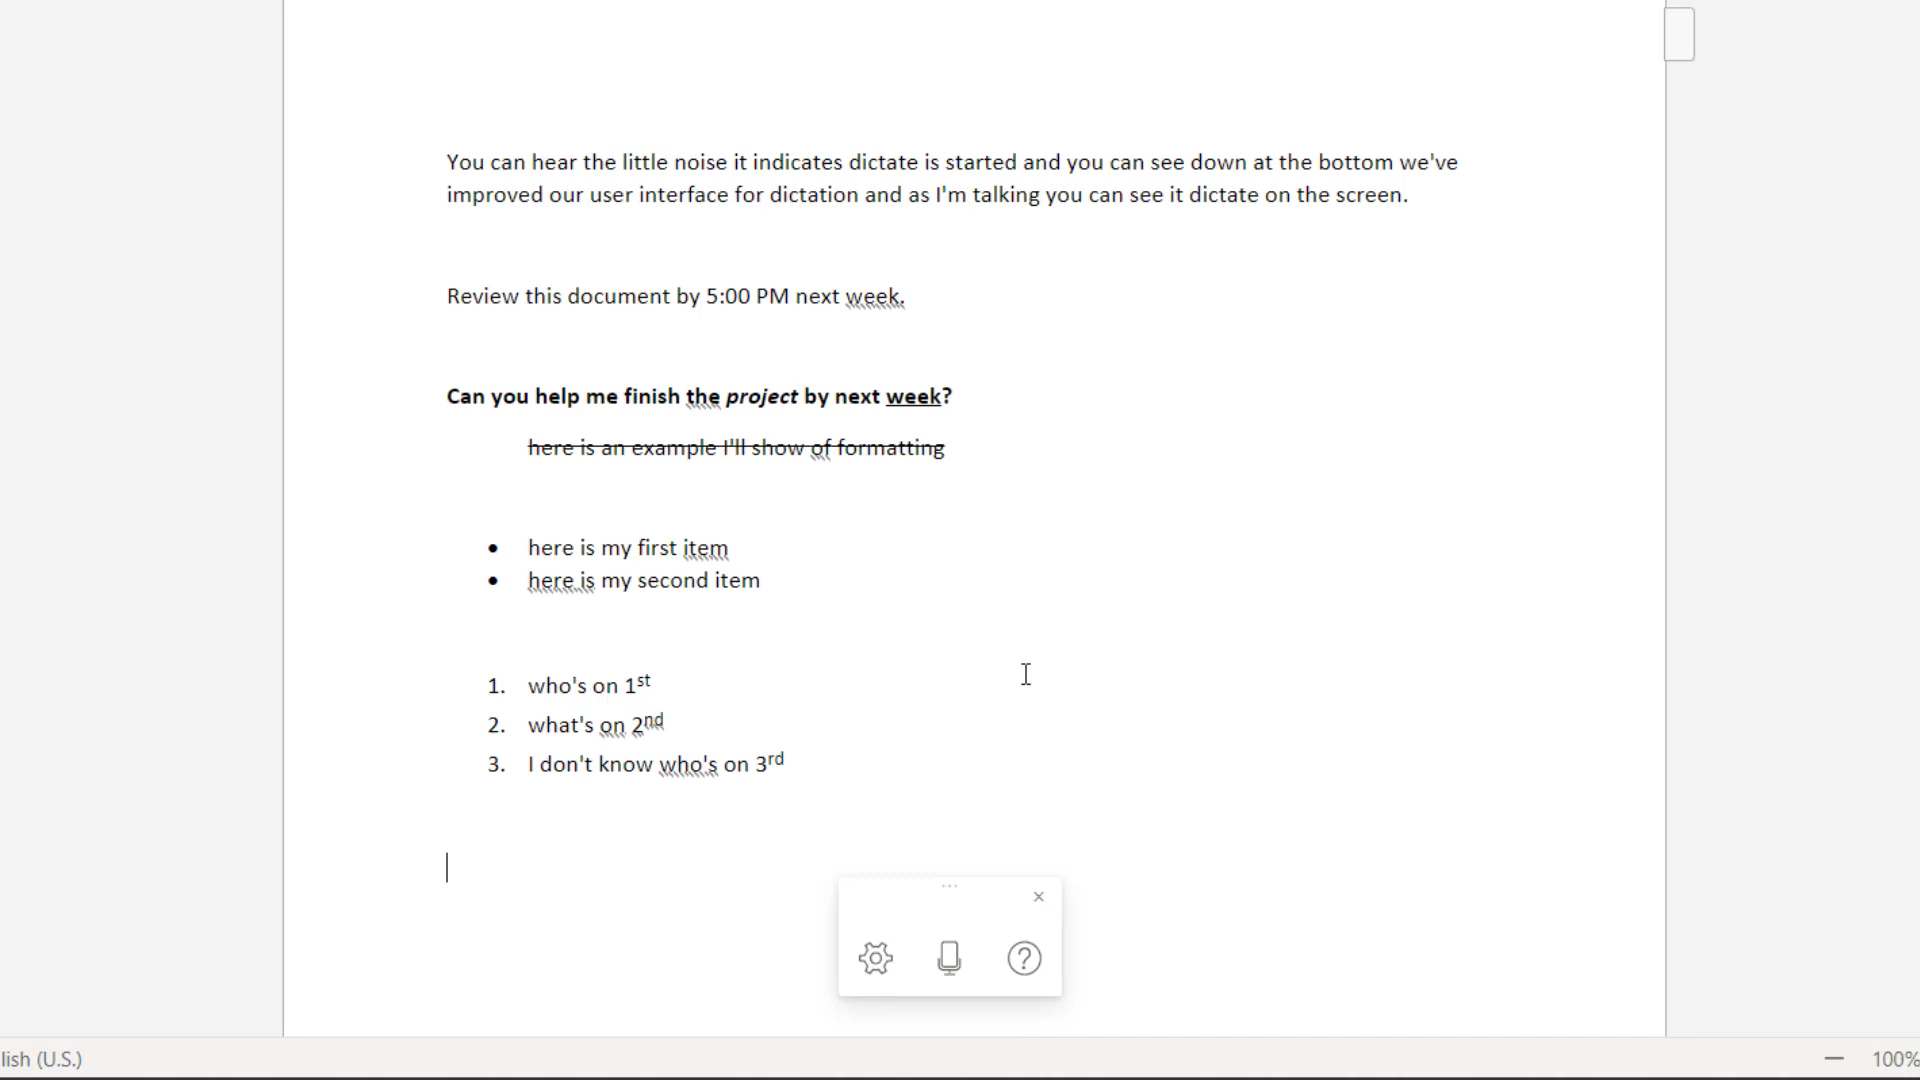 You can hear the little noise it indicates dictate is started and you can see down at the bottom we've
improved our user interface for dictation and as I'm talking you can see it dictate on the screen.
Review this document by 5:00 PM next week.
Can you help me finish the project by next week?
here is an example I'll show of formatting
• here is my first item
• here is my second item
1. who's on 1st
2. what's on 2nd
3. I don't know who's on 3rd
lish (U.S.)
100%